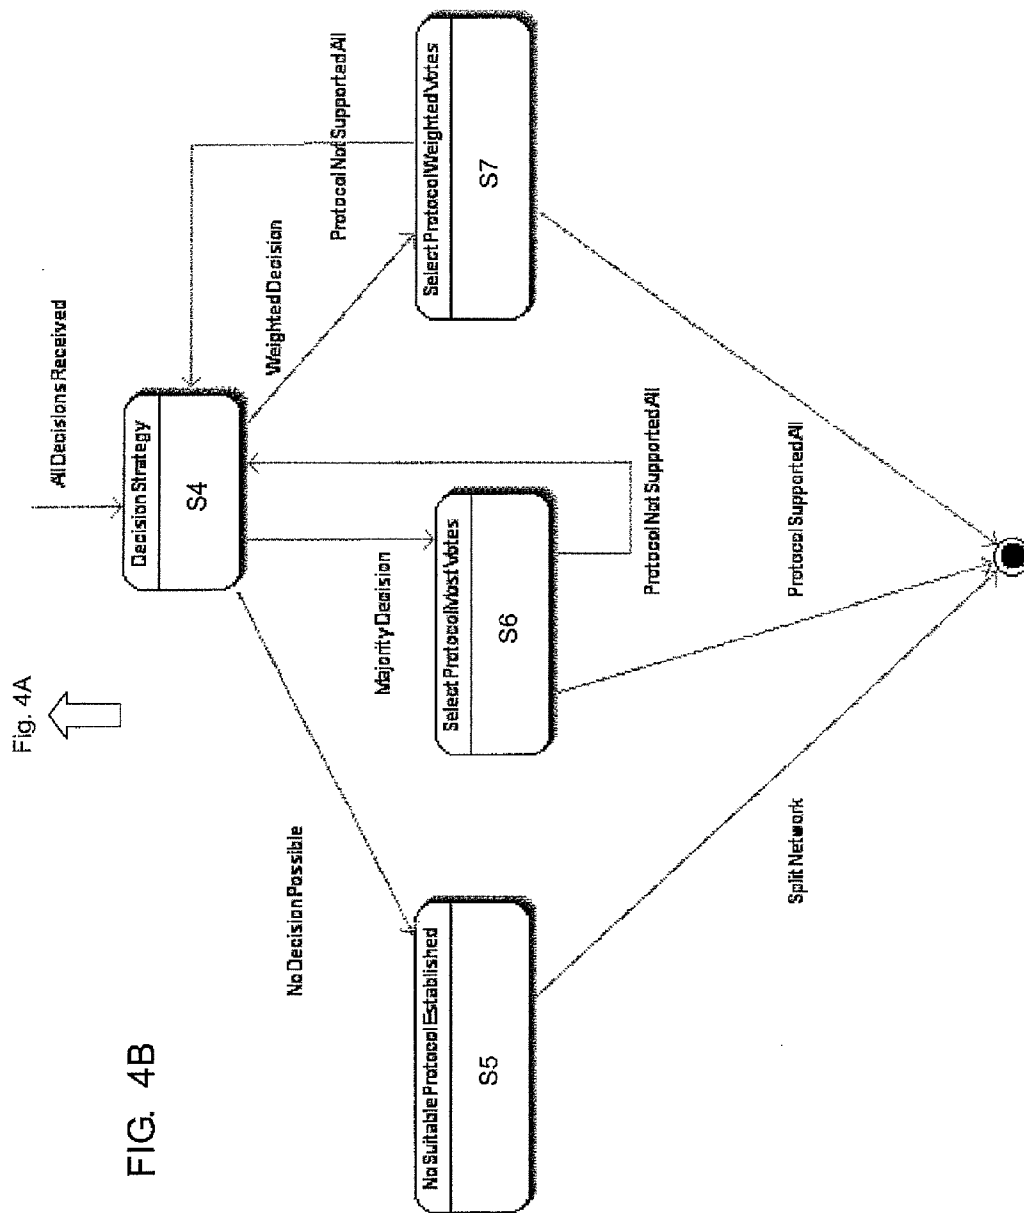 FIG. 4B
Fig. 4A
All Decisions Received
Decision Strategy
S4
No Decision Possible
Majority Decision
Weighted Decision
Protocol Not Supported All
No Suitable Protocol Established
S5
Select Protocol Most Votes
S6
Select Protocol Weighted Votes
S7
Protocol Not Supported All
Split Network
Protocol Supported All